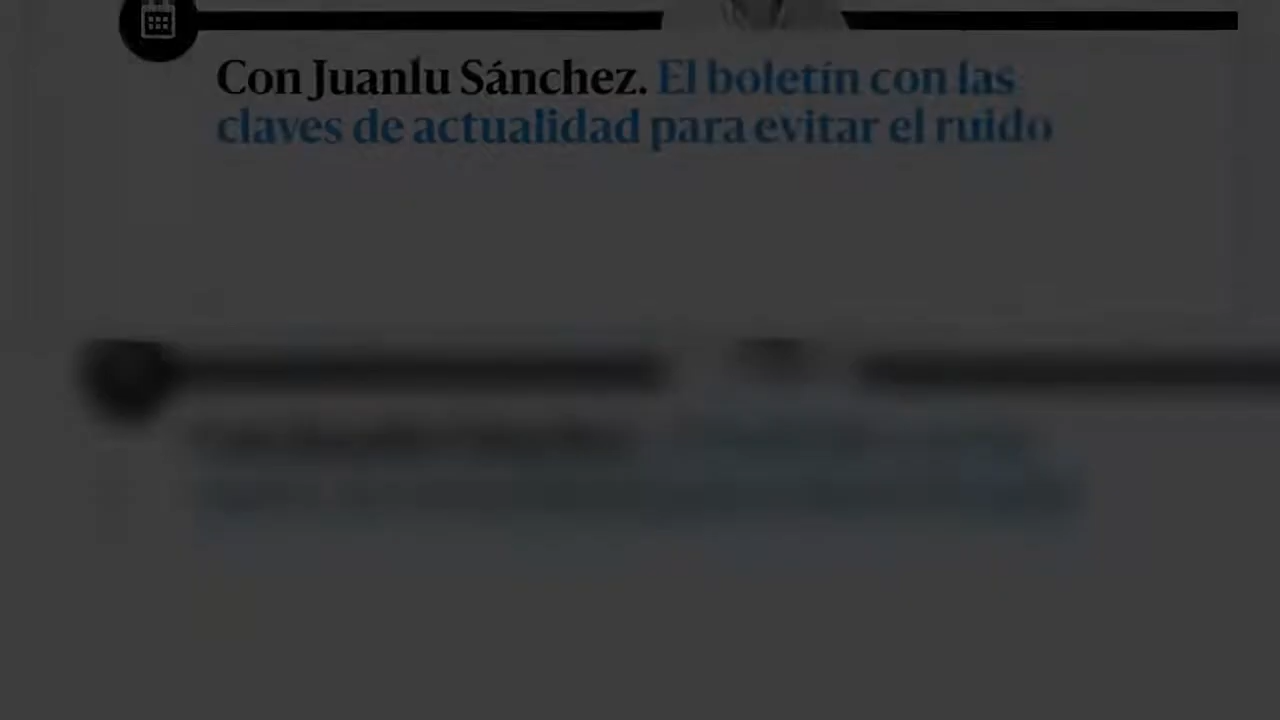 Con Juanlu Sánchez. El boletín con las
claves de actualidad para evitar el ruido